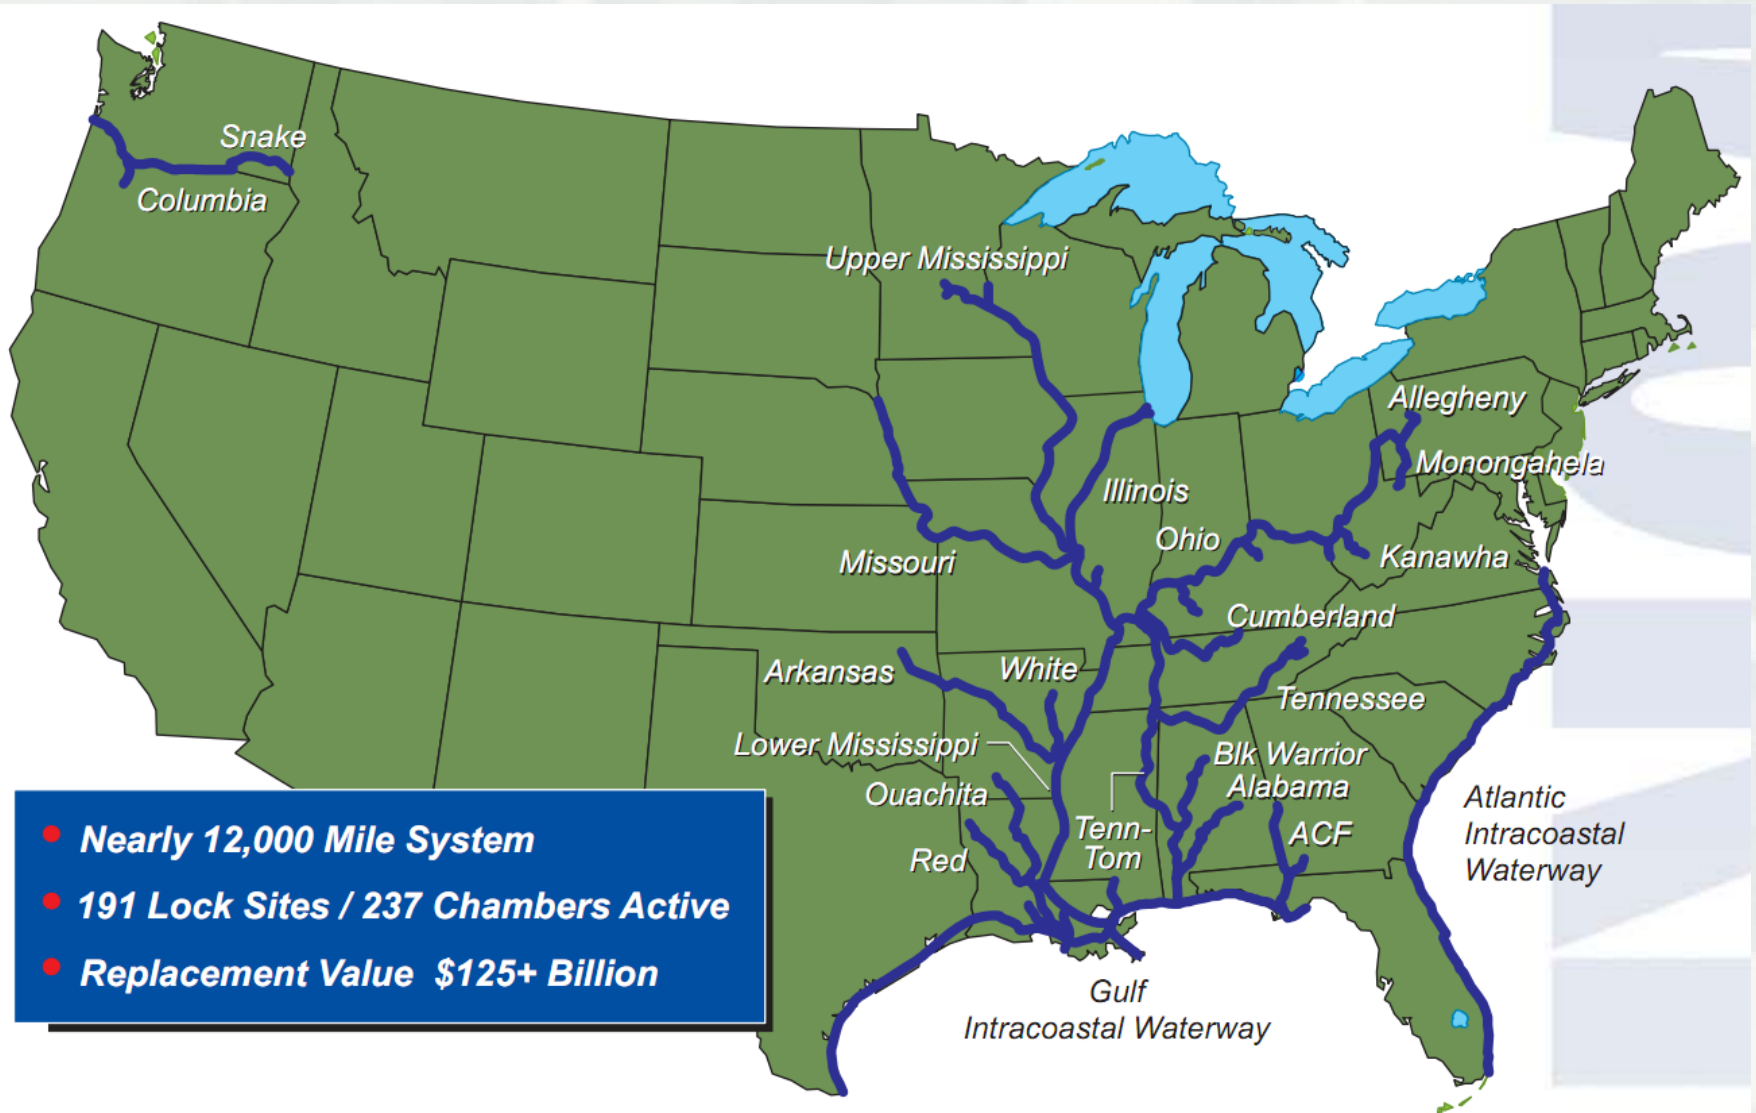 Snake
Columbia
Upper Mississippi
Allegheny
Monongahela
Illinois
Ohio
Kanawha
Missouri
Cumberland
Arkansas
White
Tennessee
Lower Mississippi
Blk Warrior
Alabama
Ouachita
Tenn-
Tom
ACF
Red
Atlantic
Intracoastal
Waterway
Gulf
Intracoastal Waterway
• Nearly 12,000 Mile System
• 191 Lock Sites / 237 Chambers Active
• Replacement Value $125+ Billion